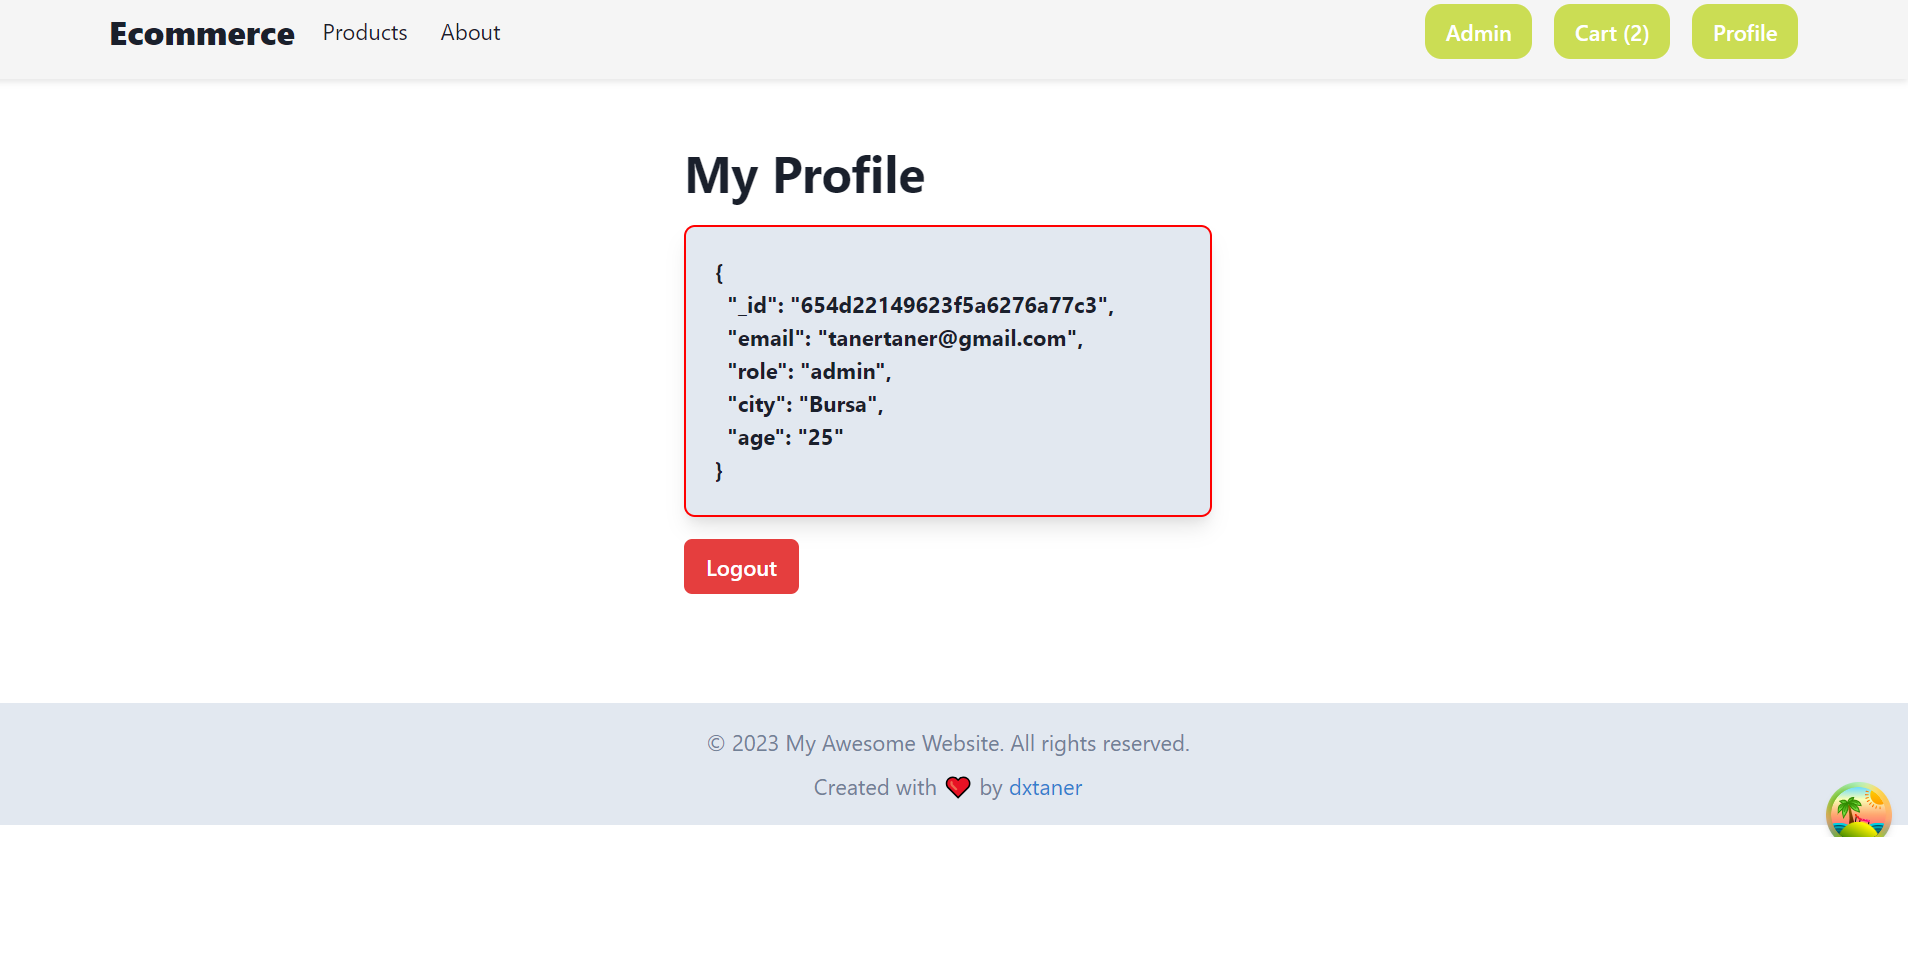 Ecommerce Products About Admin Cart (2) Profile
My Profile
{
"_id": "654d22149623f5a6276a77c3",
"email": "tanertaner@gmail.com",
"role": "admin",
"city": "Bursa",
"age": "25"
}
Logout
© 2023 My Awesome Website. All rights reserved.
Created with ❤️ by dxtaner